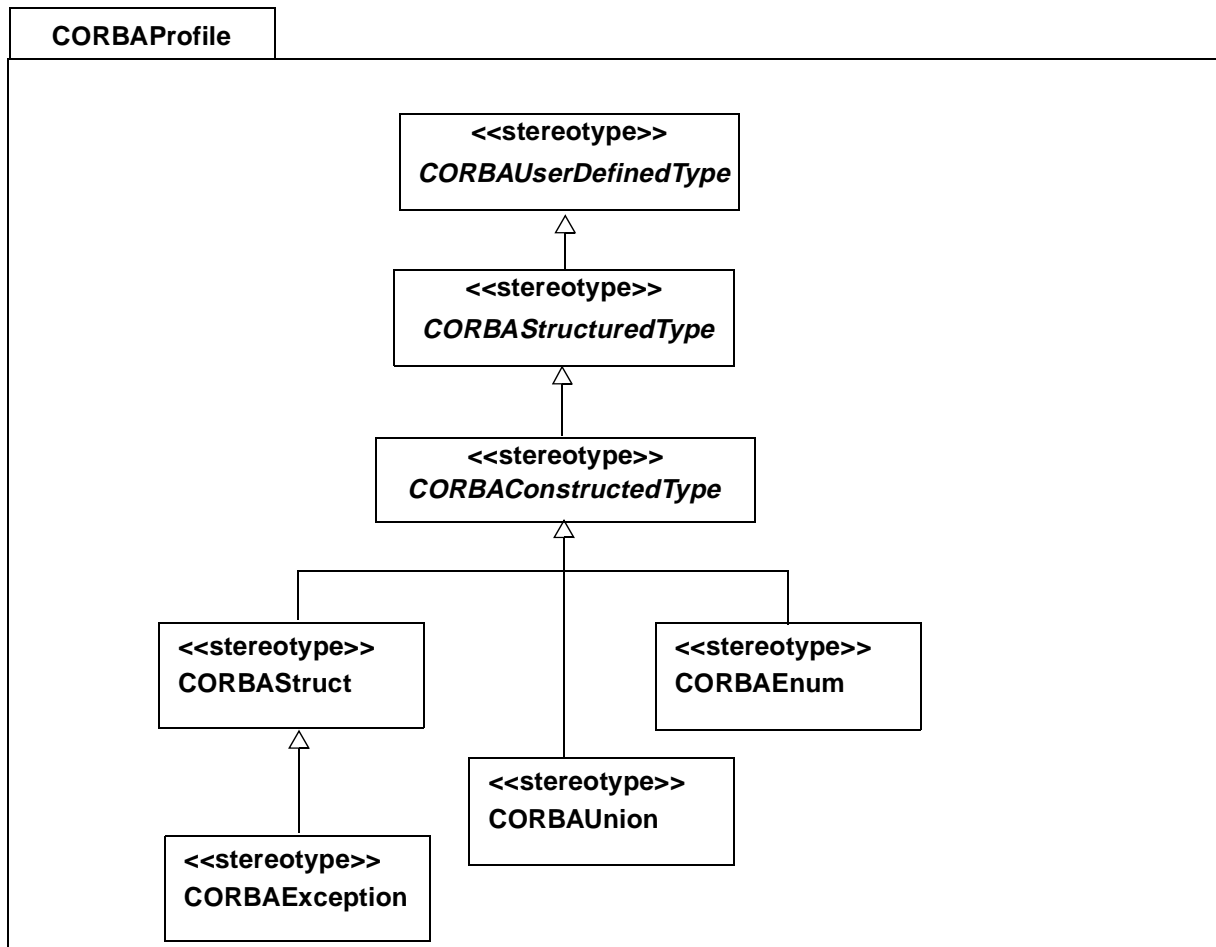 CORBAProfile
<<stereotype>>
CORBAUserDefinedType
<<stereotype>>
CORBAStructuredType
<<stereotype>>
CORBAConstructedType
<<stereotype>>
CORBAStruct
<<stereotype>>
CORBAEnum
<<stereotype>>
CORBAUnion
<<stereotype>>
CORBAException